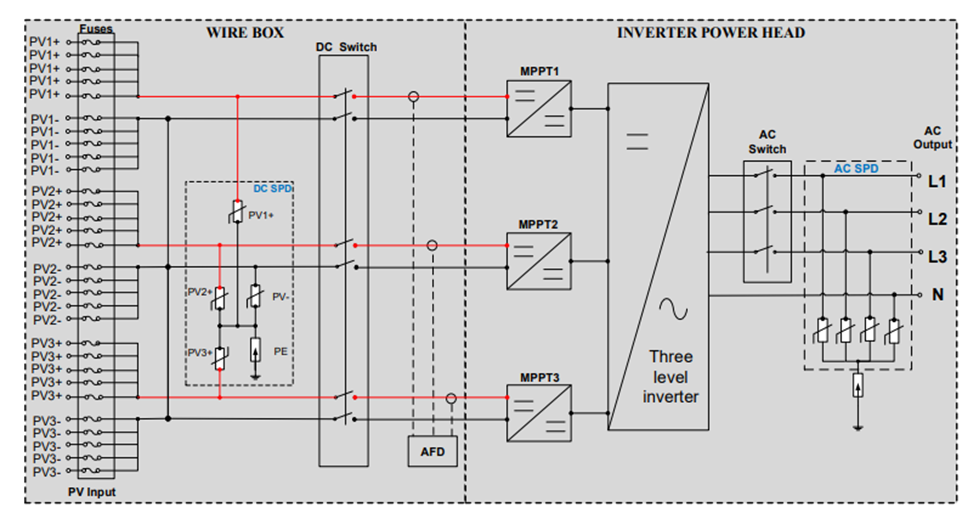 Fuses
WIRE BOX
INVERTER POWER HEAD
PV1+
PV1+
PV1+
PV1+
PV1+
PV1-
PV1-
PV1-
PV1-
PV1-
PV2+
PV2+
PV2+
PV2+
PV2+
PV2-
PV2-
PV2-
PV2-
PV2-
PV3+
PV3+
PV3+
PV3+
PV3+
PV3-
PV3-
PV3-
PV3-
PV3-
PV Input
DC SPD
PV1+
PV2+
PV-
PV3+
PE
DC Switch
AFD
MPPT1
MPPT2
MPPT3
Three
level
inverter
AC
Switch
AC SPD
AC
Output
L1
L2
L3
N